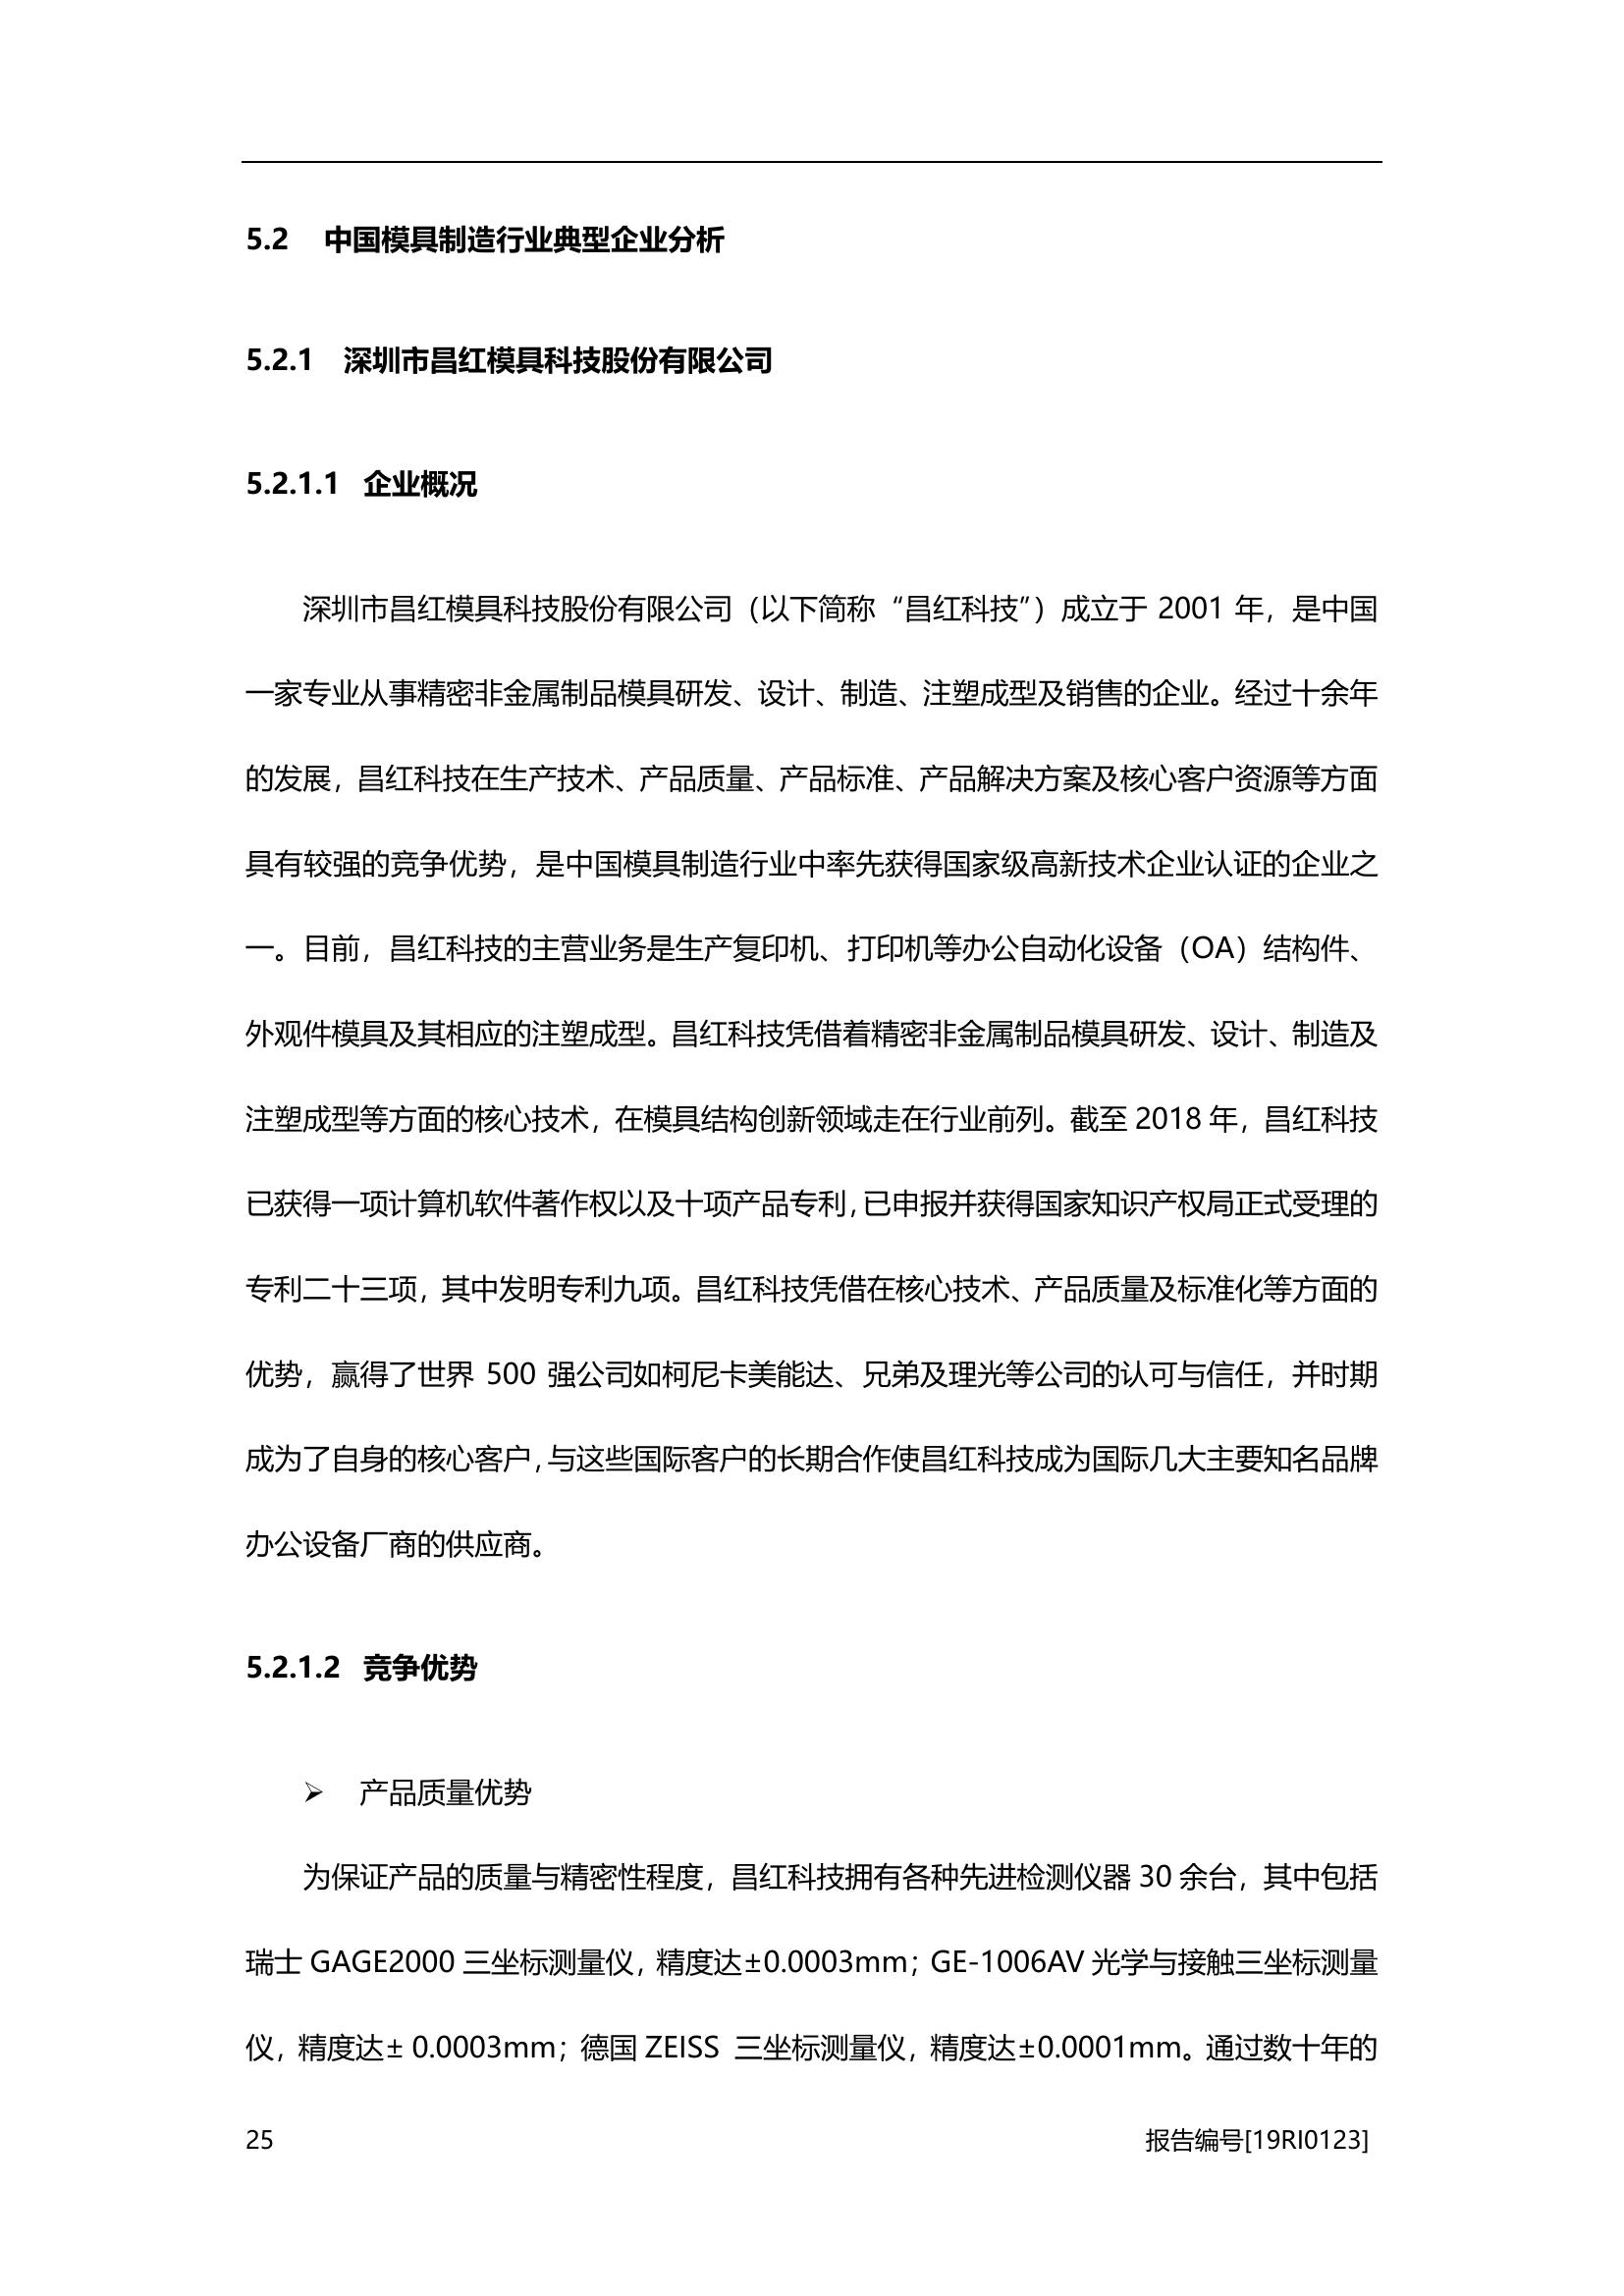 5.2 中国模具制造行业典型企业分析
5.2.1 深圳市昌红模具科技股份有限公司
5.2.1.1 企业概况
深圳市昌红模具科技股份有限公司（以下简称“昌红科技”）成立于 2001 年，是中国
一家专业从事精密非金属制品模具研发、设计、制造、注塑成型及销售的企业。经过十余年
的发展，昌红科技在生产技术、产品质量、产品标准、产品解决方案及核心客户资源等方面
具有较强的竞争优势，是中国模具制造行业中率先获得国家级高新技术企业认证的企业之
一。目前，昌红科技的主营业务是生产复印机、打印机等办公自动化设备（OA）结构件、
外观件模具及其相应的注塑成型。昌红科技凭借着精密非金属制品模具研发、设计、制造及
注塑成型等方面的核心技术，在模具结构创新领域走在行业前列。截至 2018 年，昌红科技
已获得一项计算机软件著作权以及十项产品专利，已申报并获得国家知识产权局正式受理的
专利二十三项，其中发明专利九项。昌红科技凭借在核心技术、产品质量及标准化等方面的
优势，赢得了世界 500 强公司如柯尼卡美能达、兄弟及理光等公司的认可与信任，并时期
成为了自身的核心客户，与这些国际客户的长期合作使昌红科技成为国际几大主要知名品牌
办公设备厂商的供应商。
5.2.1.2 竞争优势
➢ 产品质量优势
为保证产品的质量与精密性程度，昌红科技拥有各种先进检测仪器 30 余台，其中包括
瑞士 GAGE2000 三坐标测量仪，精度达±0.0003mm；GE-1006AV 光学与接触三坐标测量
仪，精度达± 0.0003mm；德国 ZEISS 三坐标测量仪，精度达±0.0001mm。通过数十年的
25 报告编号[19RI0123]